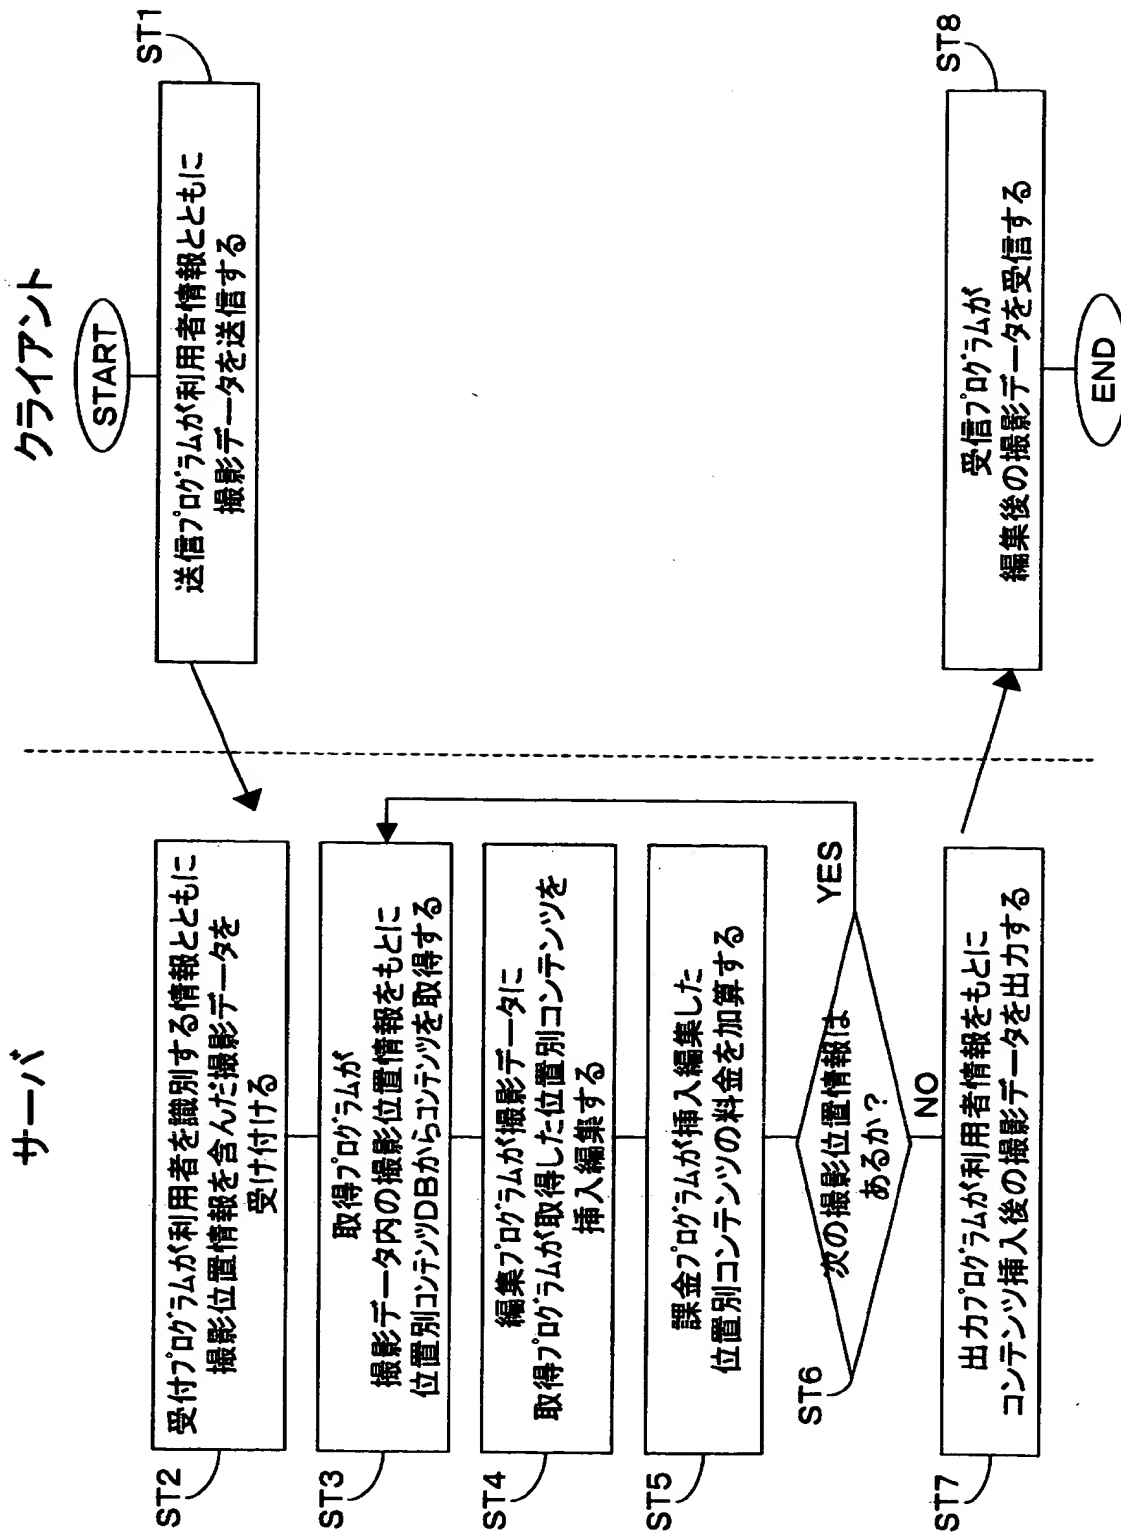 クライアント
START
ST1
送信プログラムが利用者情報とともに
撮影データを送信する
サーバ
ST2
受付プログラムが利用者を識別する情報とともに
撮影位置情報を含んだ撮影データを
受け付ける
ST3
取得プログラムが
撮影データ内の撮影位置情報をもとに
位置別コンテンツDBからコンテンツを取得する
ST4
編集プログラムが撮影データに
取得プログラムが取得した位置別コンテンツを
挿入編集する
ST5
課金プログラムが挿入編集した
位置別コンテンツの料金を加算する
ST6
次の撮影位置情報は
あるか?
YES
NO
ST7
出力プログラムが利用者情報をもとに
コンテンツ挿入後の撮影データを出力する
ST8
受信プログラムが
編集後の撮影データを受信する
END